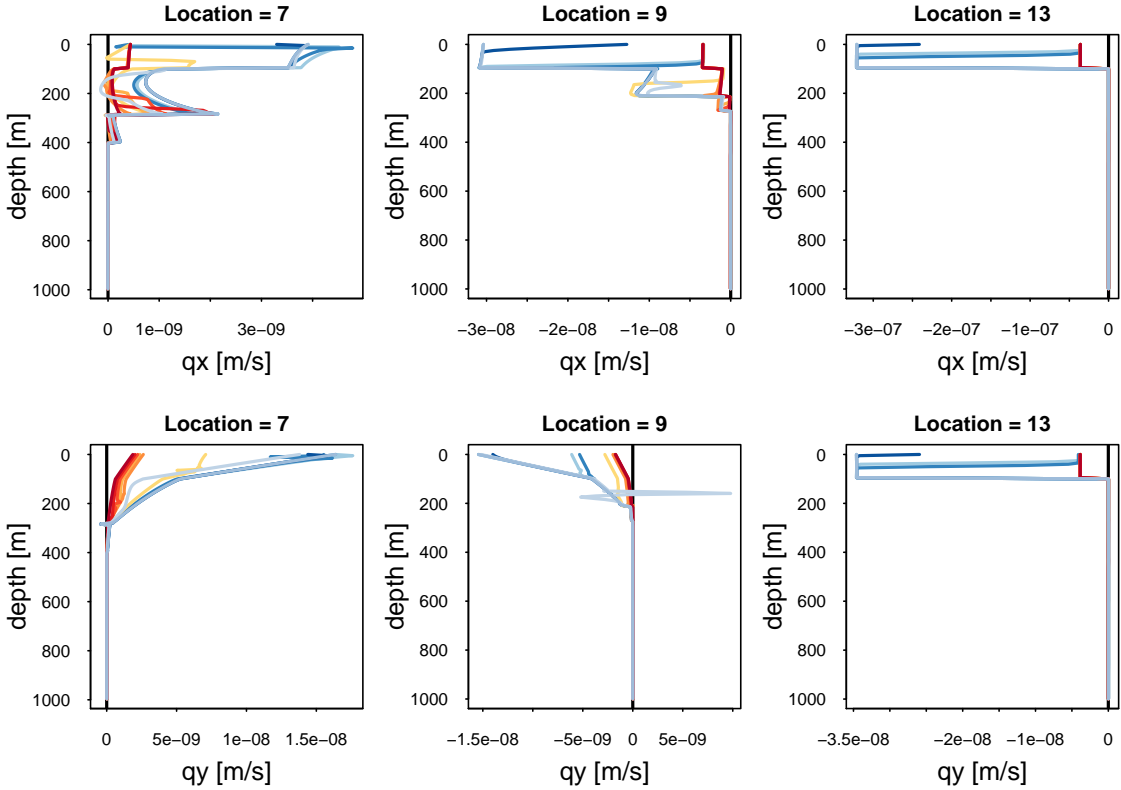 Location = 7
Location = 9
Location = 13
0
200
400
600
800
1000
depth [m]
0
200
400
600
800
1000
depth [m]
0
200
400
600
800
1000
depth [m]
0 1e−09 3e−09
−3e−08 −2e−08 −1e−08 0
−3e−07 −2e−07 −1e−07 0
qx [m/s]
qx [m/s]
qx [m/s]
Location = 7
Location = 9
Location = 13
0
200
400
600
800
1000
depth [m]
0
200
400
600
800
1000
depth [m]
0
200
400
600
800
1000
depth [m]
0 5e−09 1e−08 1.5e−08
−1.5e−08 −5e−09 0 5e−09
−3.5e−08 −2e−08 −1e−08 0
qy [m/s]
qy [m/s]
qy [m/s]